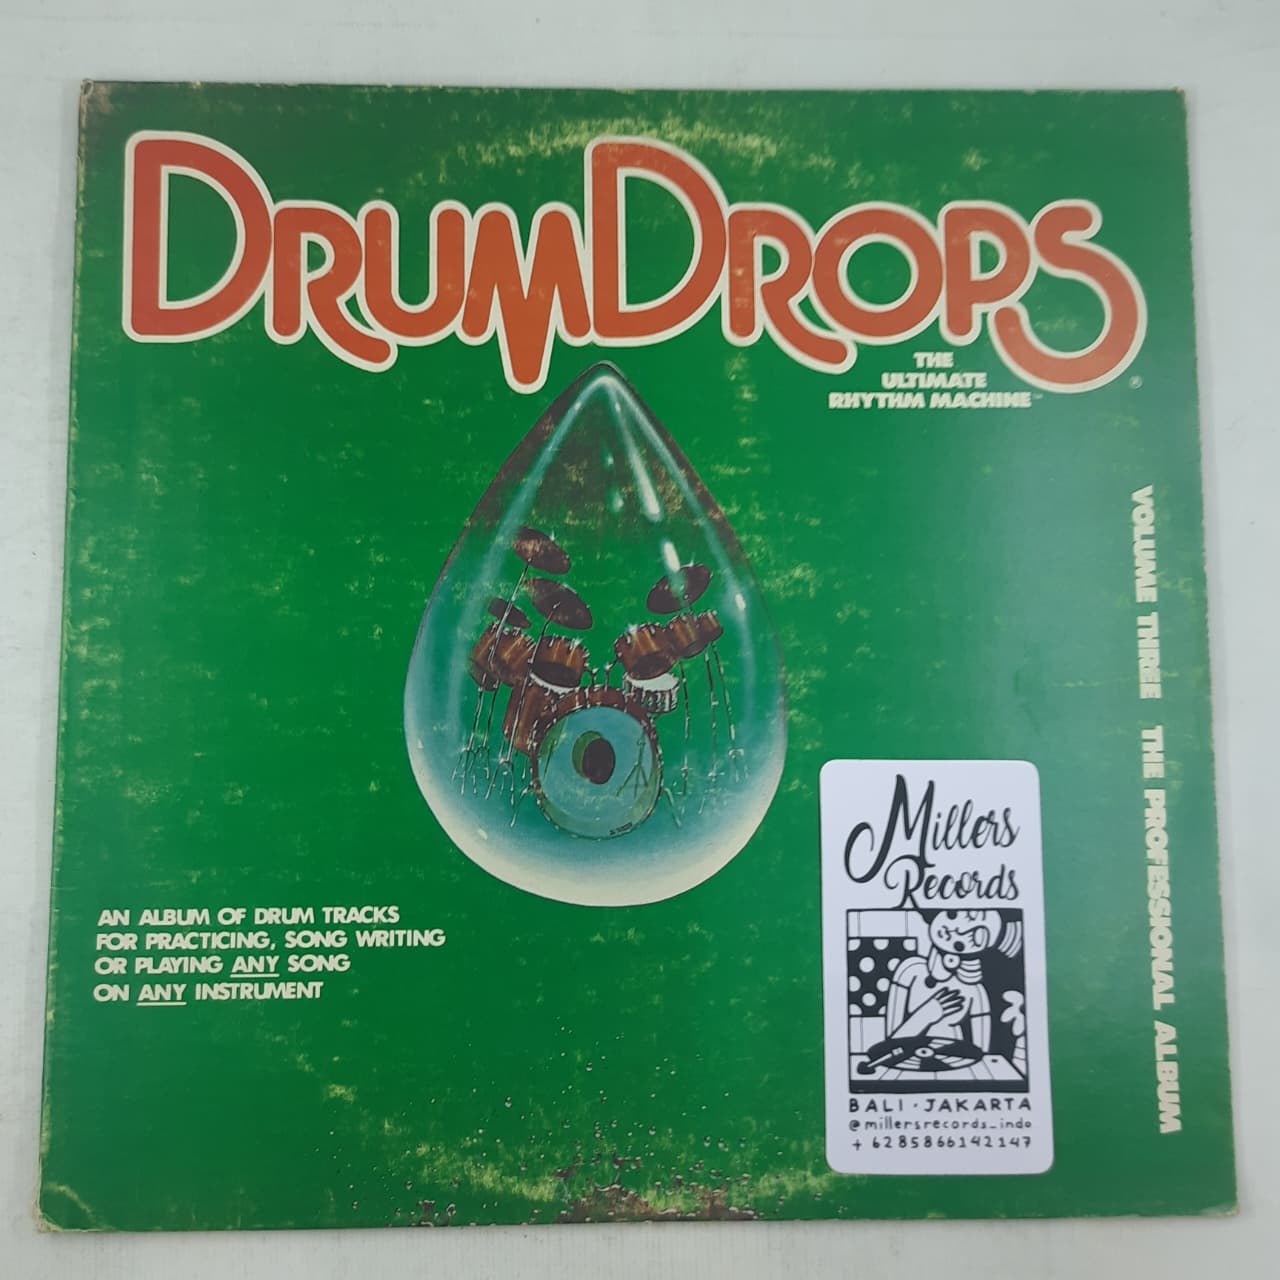 DRUMDROPS
®
THE
ULTIMATE
RHYTHM MACHINE™
VOLUME THREE THE PROFESSIONAL ALBUM
AN ALBUM OF DRUM TRACKS
FOR PRACTICING, SONG WRITING
OR PLAYING ANY SONG
ON ANY INSTRUMENT
Millers
Records
BALI · JAKARTA
@millersrecords_indo
+6285866142147